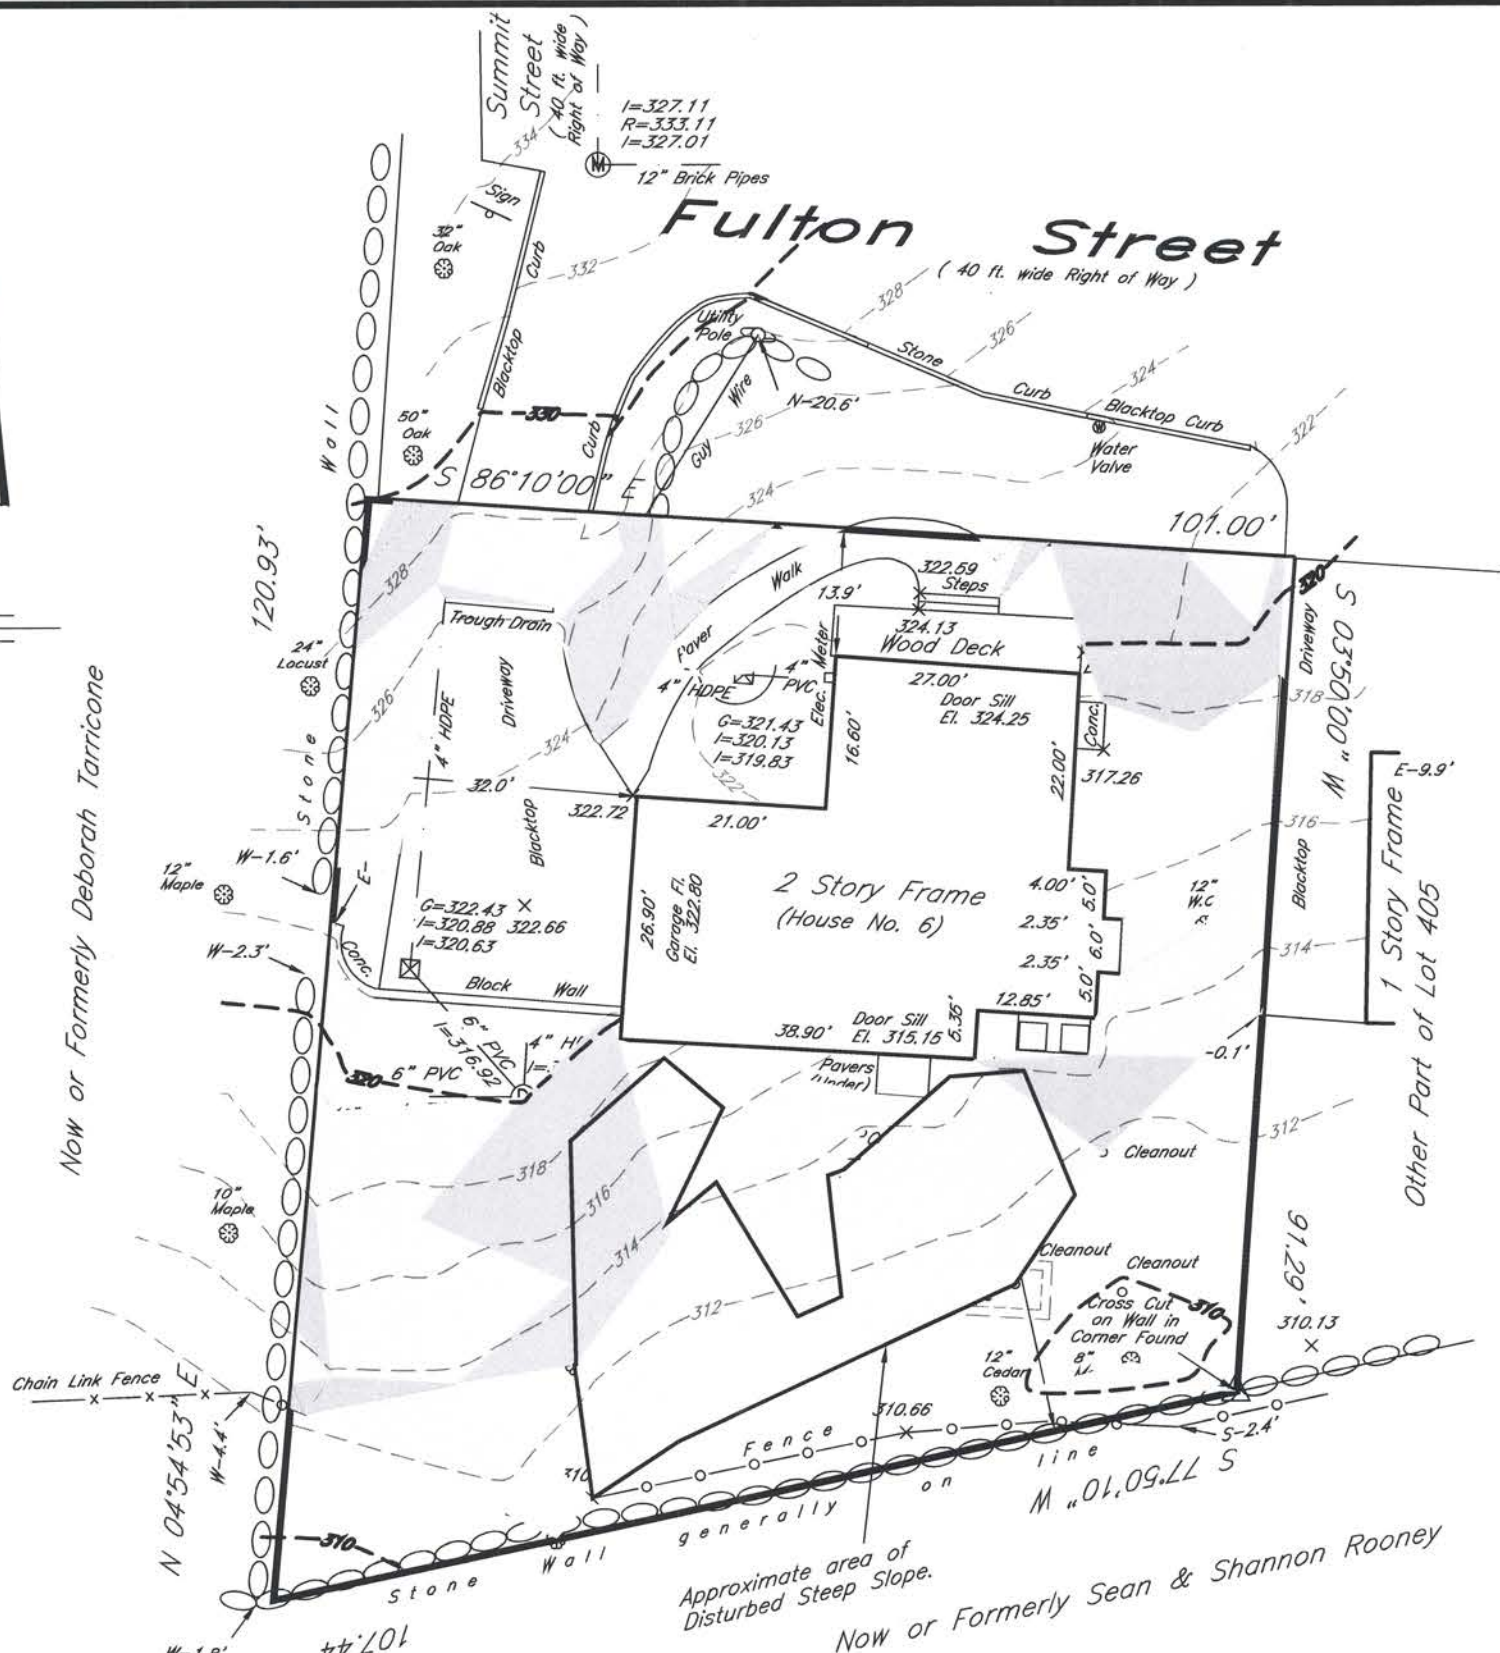 Summit
Street
( 40 ft. wide
Right of Way )
I=327.11
R=333.11
I=327.01
M
12" Brick Pipes
334
Sign
32"
Oak
Curb
332
Fulton Street
( 40 ft. wide Right of Way )
328
326
324
322
Utility
Pole
Stone
Curb
Blacktop Curb
Water
Valve
Blacktop
Wire
Guy
N-20.6'
326
324
50"
Oak
330
Curb
Wall
S 86°10'00" E
101.00'
120.93'
328
Trough Drain
Walk
Paver
322.59
Steps
13.9'
324.13
Wood Deck
320
S 03°50'00" W
Driveway
24"
Locust
326
4" HDPE
Driveway
324
4" HDPE
4"
PVC
Elec. Meter
27.00'
Door Sill
El. 324.25
G=321.43
I=320.13
I=319.83
322
16.60'
Conc.
317.26
22.00'
318
Stone
32.0'
322.72
21.00'
Blacktop
316
E-9.9'
1 Story Frame
Other Part of Lot 405
Now or Formerly Deborah Tarricone
12"
Maple
W-1.6'
E-
G=322.43
I=320.88 322.66
I=320.63
26.90'
Garage Fl.
El. 322.80
2 Story Frame
(House No. 6)
4.00'
5.0'
2.35'
6.0'
2.35'
5.0'
12"
W.C
Blacktop
314
W-2.3'
Conc.
Block Wall
12.85'
38.90'
Door Sill
El. 315.15
5.35'
-0.1'
6" PVC
I=316.92
4" H
I=
320
6" PVC
Pavers
(Under)
312
Cleanout
318
316
314
312
10"
Maple
Cleanout
Cleanout
Cross Cut
on Wall in
Corner Found
310
91.29'
310.13
8"
12"
Cedar
Chain Link Fence
N 04°54'53" E
W-4.4'
310.66
Fence
S-2.4'
S 77°50'10" W
310
310
Stone Wall generally on line
Approximate area of
Disturbed Steep Slope.
Now or Formerly Sean & Shannon Rooney
107.44